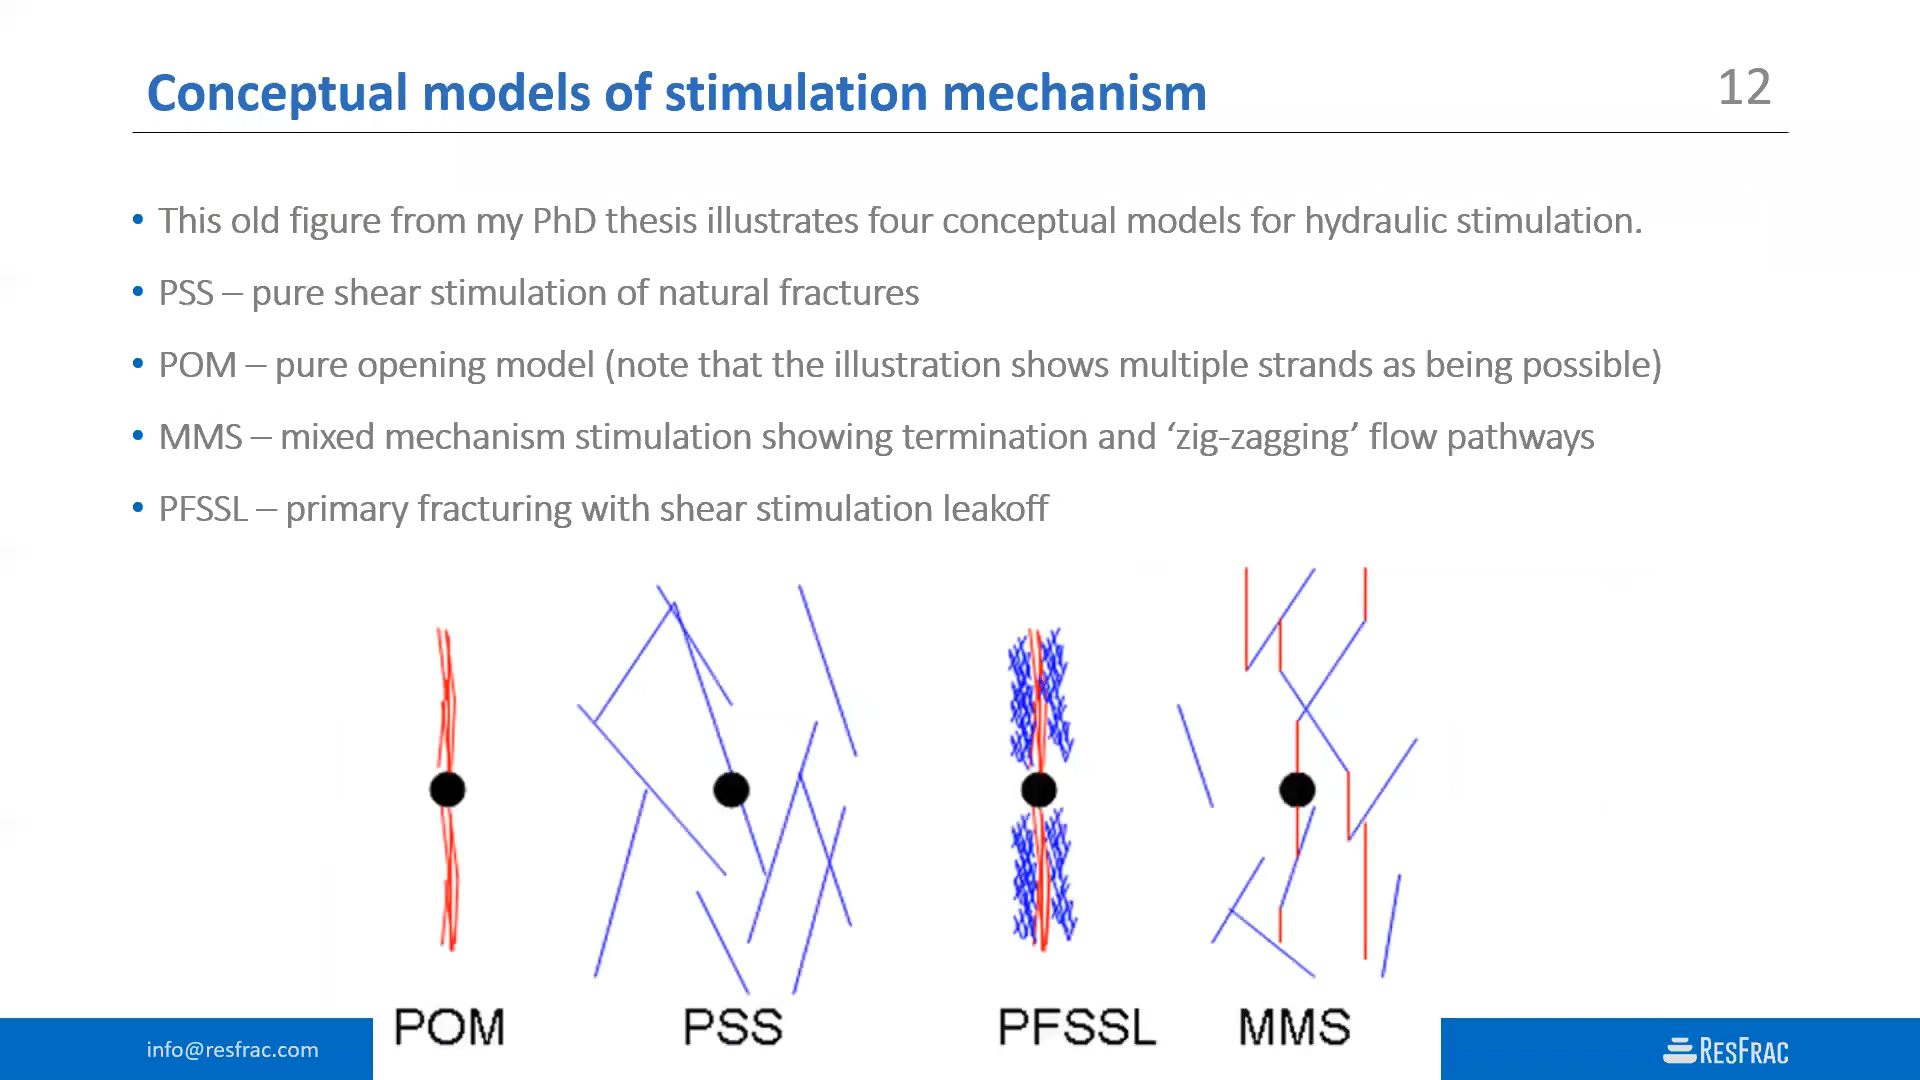 Conceptual models of stimulation mechanism
12
• This old figure from my PhD thesis illustrates four conceptual models for hydraulic stimulation.
• PSS – pure shear stimulation of natural fractures
• POM – pure opening model (note that the illustration shows multiple strands as being possible)
• MMS – mixed mechanism stimulation showing termination and ‘zig-zagging’ flow pathways
• PFSSL – primary fracturing with shear stimulation leakoff
POM PSS PFSSL MMS
info@resfrac.com
RESFRAC